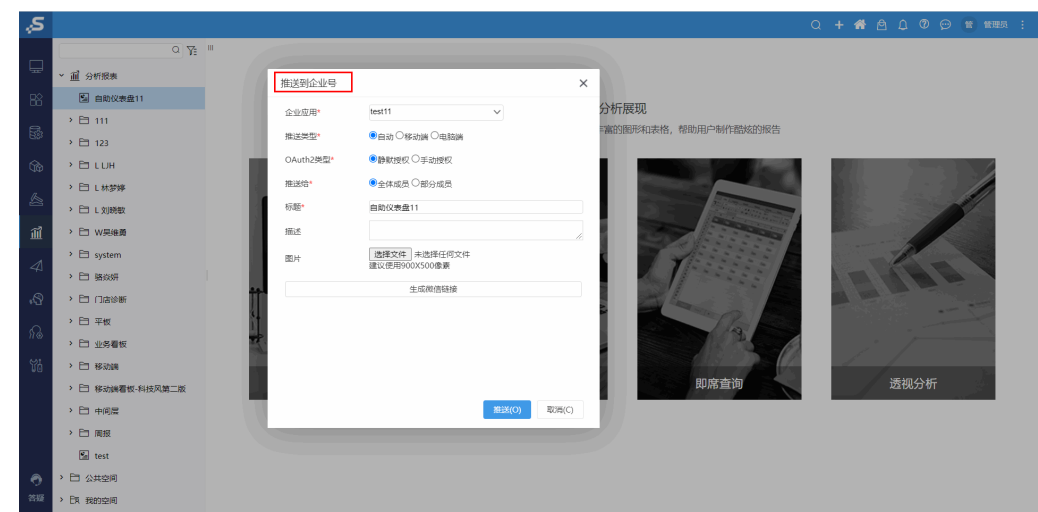 管 管理员
分析报表
自助仪表盘11
111
123
L LJH
L 林梦婷
L 刘晓敏
W吴维勇
system
骆焱妍
门店诊断
平板
业务看板
移动端
移动端看板-科技风第二版
中间层
周报
test
公共空间
我的空间
答疑
推送到企业号
企业应用* test11
推送类型* 自动 移动端 电脑端
OAuth2类型* 静默授权 手动授权
推送给* 全体成员 部分成员
标题* 自助仪表盘11
描述
图片 选择文件 未选择任何文件
建议使用900X500像素
生成微信链接
推送(O) 取消(C)
分析展现
富的图形和表格，帮助用户制作酷炫的报告
即席查询
透视分析